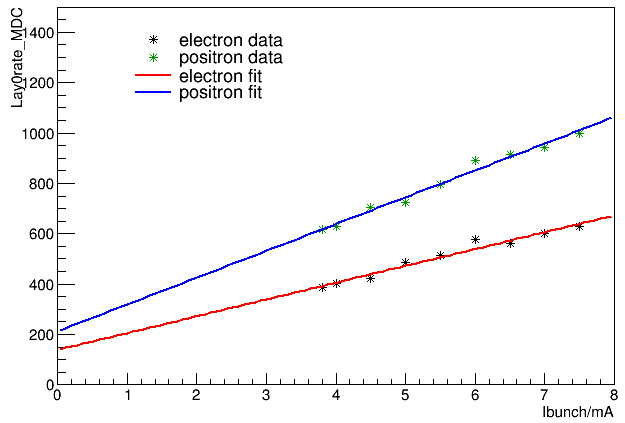 Lay0rate_MDC
1400
1200
1000
800
600
400
200
0
electron data
positron data
electron fit
positron fit
0 1 2 3 4 5 6 7 8
Ibunch/mA